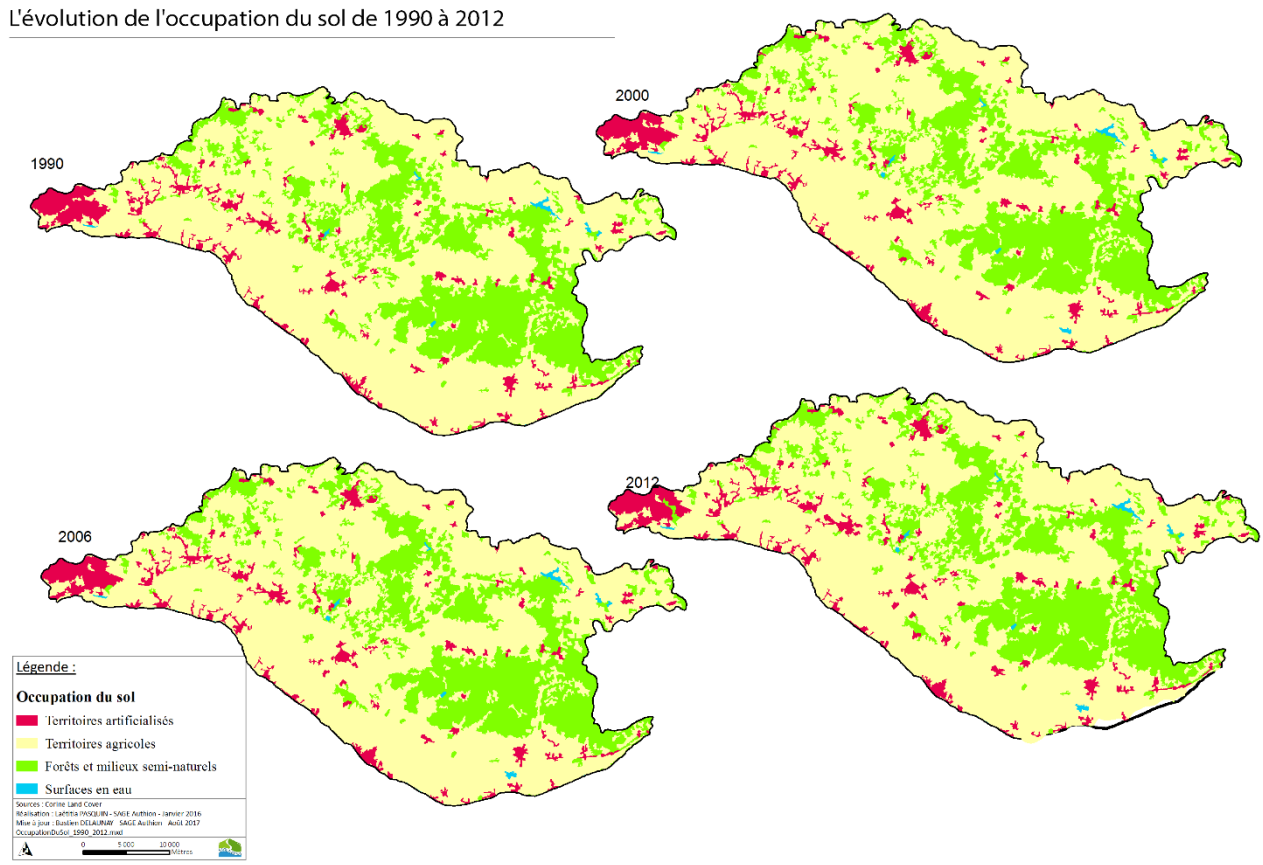 L'évolution de l'occupation du sol de 1990 à 2012
2000
1990
2012
2006
Légende :
Occupation du sol
Territoires artificialisés
Territoires agricoles
Forêts et milieux semi-naturels
Surfaces en eau
Sources : Corine Land Cover
Réalisation : Laëtitia PASQUIN - SAGE Authion - Janvier 2016
Mise à jour : Bastien DELAUNAY - SAGE Authion - Août 2017
OccupationDuSol_1990_2012.mxd
0 5 000 10 000
Mètres